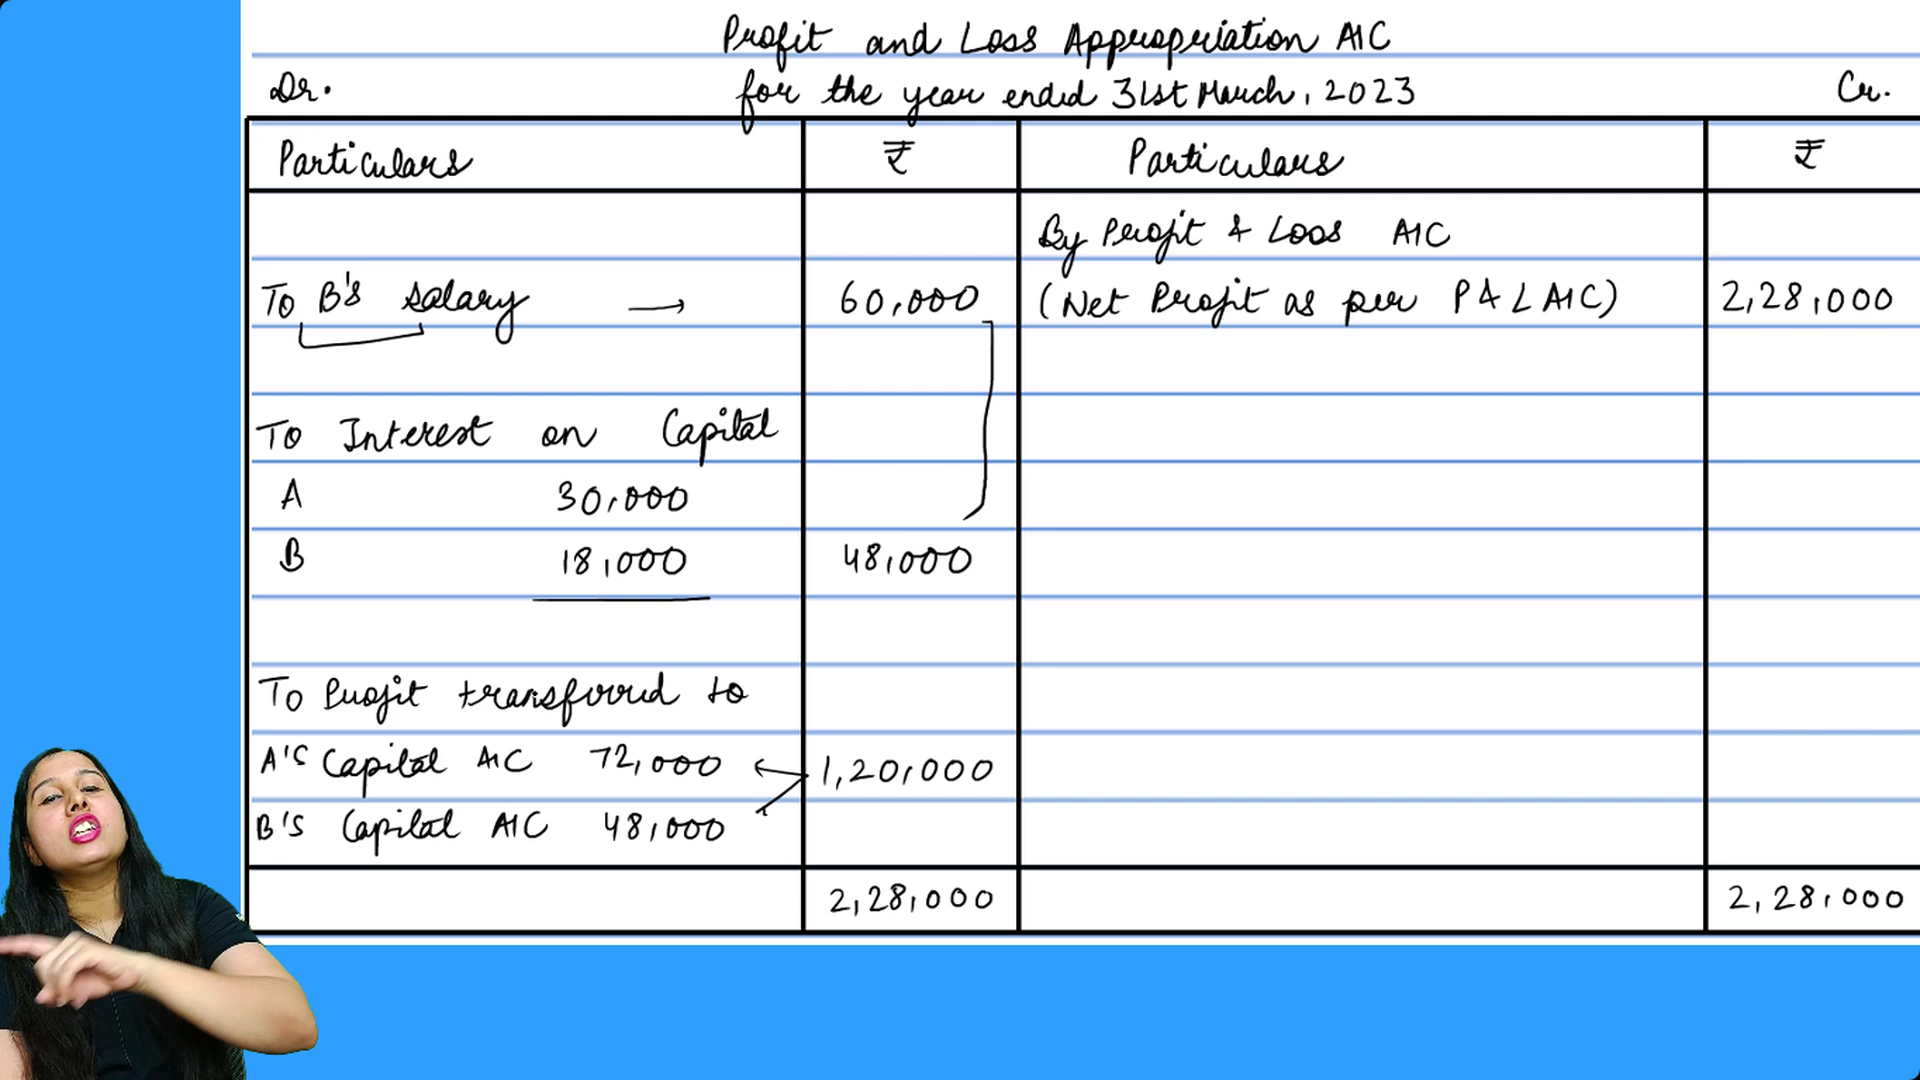 Profit and Loss Appropriation A/C
Dr. for the year ended 31st March, 2023 Cr.
Particulars ₹ Particulars ₹
By Profit & Loos A/C
To B's Salary → 60,000 (Net Profit as per P & L A/C) 2,28,000
To Interest on Capital
A 30,000
B 18,000 48,000
To Profit transferred to
A's Capital A/C 72,000 1,20,000
B's Capital A/C 48,000
2,28,000 2,28,000